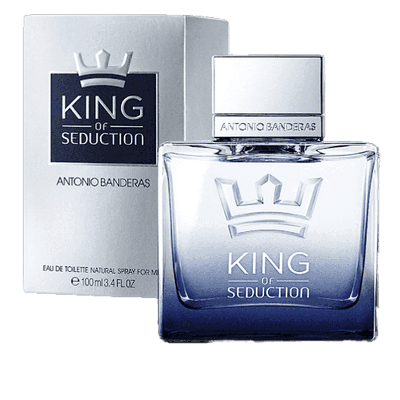 KING
OF
SEDUCTION
ANTONIO BANDERAS
EAU DE TOILETTE NATURAL SPRAY FOR
℮ 100 ml 3.4 FL.OZ
ANTONIO BANDERAS
KING
OF
SEDUCTION